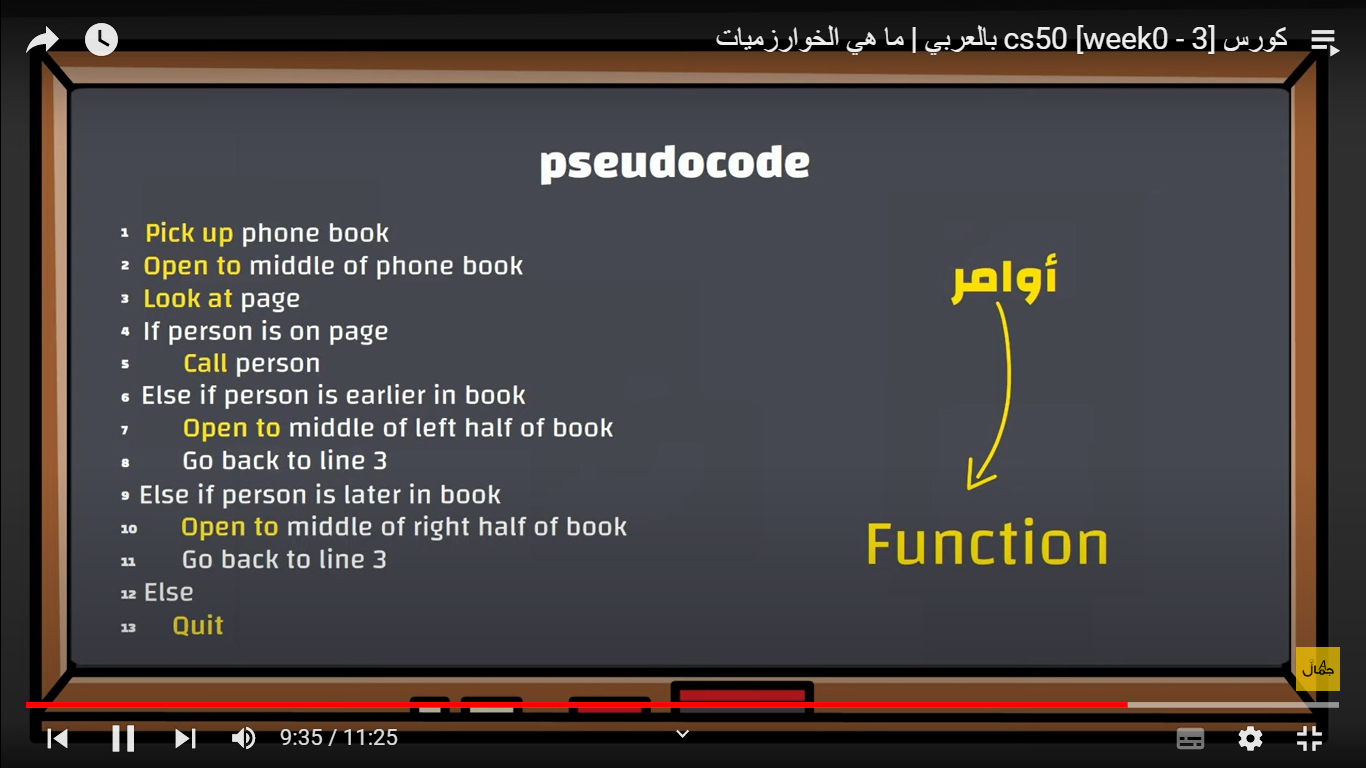 كورس cs50 [week0 - 3] بالعربي | ما هي الخوارزميات
pseudocode
1 Pick up phone book
2 Open to middle of phone book
3 Look at page
4 If person is on page
5 Call person
6 Else if person is earlier in book
7 Open to middle of left half of book
8 Go back to line 3
9 Else if person is later in book
10 Open to middle of right half of book
11 Go back to line 3
12 Else
13 Quit
أوامر
Function
جمال
9:35 / 11:25